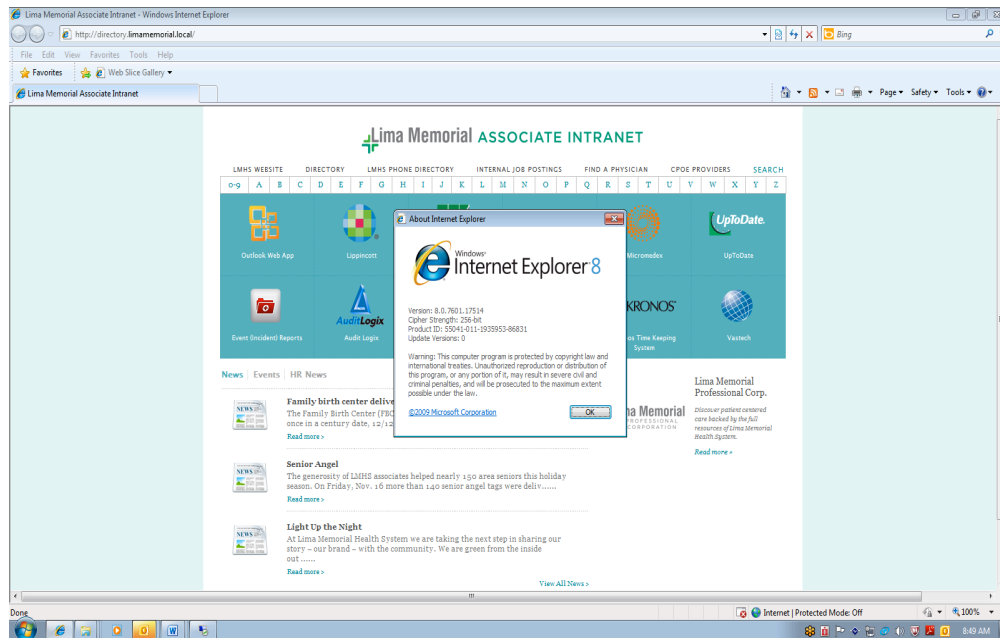 Lima Memorial Associate Intranet - Windows Internet Explorer
http://directory.limamemorial.local/
Bing
File Edit View Favorites Tools Help
Favorites Web Slice Gallery
Lima Memorial Associate Intranet
Page Safety Tools
Lima Memorial ASSOCIATE INTRANET
LMHS WEBSITE DIRECTORY LMHS PHONE DIRECTORY INTERNAL JOB POSTINGS FIND A PHYSICIAN CPOE PROVIDERS SEARCH
0-9 A B C D E F G H I J K L M N O P Q R S T U V W X Y Z
UpToDate.
Outlook Web App Lippincott Micromedex UpToDate
AuditLogix KRONOS
Event (Incident) Reports Audit Logix Time Keeping System Vastech
About Internet Explorer
Windows
Internet Explorer 8
Version: 8.0.7601.17514
Cipher Strength: 256-bit
Product ID: 55041-011-1935953-86831
Update Versions: 0
Warning: This computer program is protected by copyright law and
international treaties. Unauthorized reproduction or distribution of
this program, or any portion of it, may result in severe civil and
criminal penalties, and will be prosecuted to the maximum extent
possible under the law.
©2009 Microsoft Corporation OK
News Events HR News
NEWS
Family birth center delive
The Family Birth Center (FBC
once in a century date, 12/12
Read more >
NEWS
Senior Angel
The generosity of LMHS associates helped nearly 150 area seniors this holiday
season. On Friday, Nov. 16 more than 140 senior angel tags were deliv......
Read more >
NEWS
Light Up the Night
At Lima Memorial Health System we are taking the next step in sharing our
story – our brand – with the community. We are green from the inside
out ......
Read more >
View All News >
Memorial
PROFESSIONAL
CORPORATION
Lima Memorial
Professional Corp.
Discover patient centered
care backed by the full
resources of Lima Memorial
Health System.
Read more »
Done
Internet | Protected Mode: Off
100%
8:49 AM